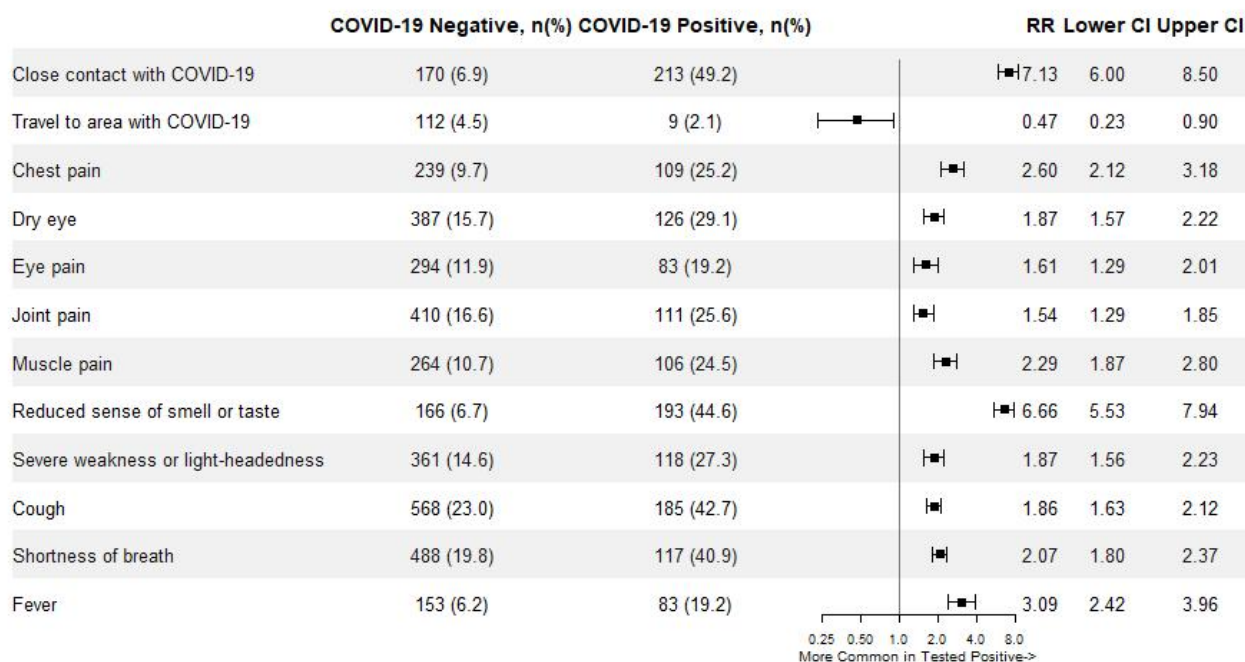 COVID-19 Negative, n(%) COVID-19 Positive, n(%) RR Lower CI Upper CI
Close contact with COVID-19 170 (6.9) 213 (49.2) 7.13 6.00 8.50
Travel to area with COVID-19 112 (4.5) 9 (2.1) 0.47 0.23 0.90
Chest pain 239 (9.7) 109 (25.2) 2.60 2.12 3.18
Dry eye 387 (15.7) 126 (29.1) 1.87 1.57 2.22
Eye pain 294 (11.9) 83 (19.2) 1.61 1.29 2.01
Joint pain 410 (16.6) 111 (25.6) 1.54 1.29 1.85
Muscle pain 264 (10.7) 106 (24.5) 2.29 1.87 2.80
Reduced sense of smell or taste 166 (6.7) 193 (44.6) 6.66 5.53 7.94
Severe weakness or light-headedness 361 (14.6) 118 (27.3) 1.87 1.56 2.23
Cough 568 (23.0) 185 (42.7) 1.86 1.63 2.12
Shortness of breath 488 (19.8) 117 (40.9) 2.07 1.80 2.37
Fever 153 (6.2) 83 (19.2) 3.09 2.42 3.96
0.25 0.50 1.0 2.0 4.0 8.0
More Common in Tested Positive->